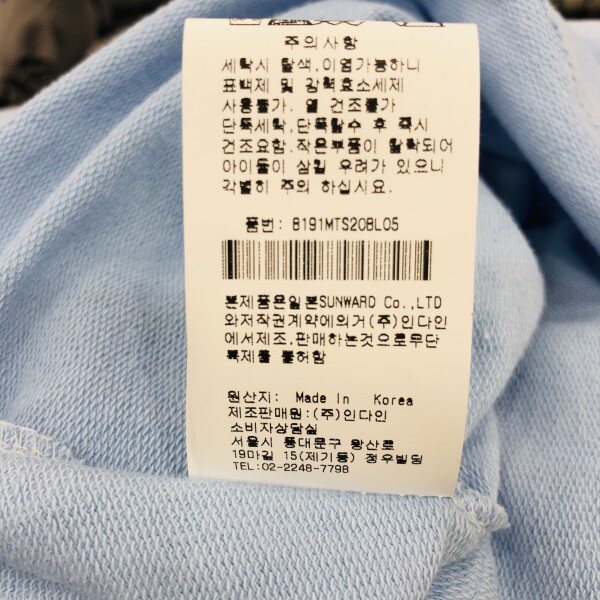 주의사항
세탁시 탈색,이염가능하니
표백제 및 강력효소세제
사용불가. 열 건조불가
단독세탁,단독탈수 후 즉시
건조요함.작은부품이 탈락되어
아이들이 삼킬 우려가 있으니
각별히 주의 하십시요.
품번: 8191MTS20BL05
본제품은일본SUNWARD Co.,LTD
와저작권계약에의거(주)인다인
에서제조,판매하는것으로무단
복제를 불허함
원산지: Made In Korea
제조판매원:(주)인다인
소비자상담실
서울시 동대문구 왕산로
19마길 15(제기동) 정우빌딩
TEL:02-2248-7798